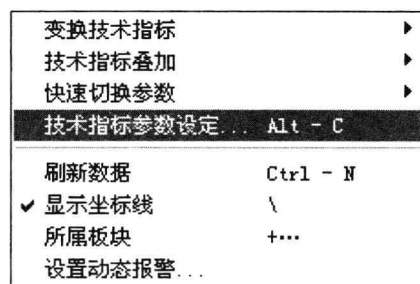 变换技术指标
技术指标叠加
快速切换参数
技术指标参数设定... Alt - C
刷新数据 Ctrl - N
显示坐标线 \
所属板块 +...
设置动态报警...